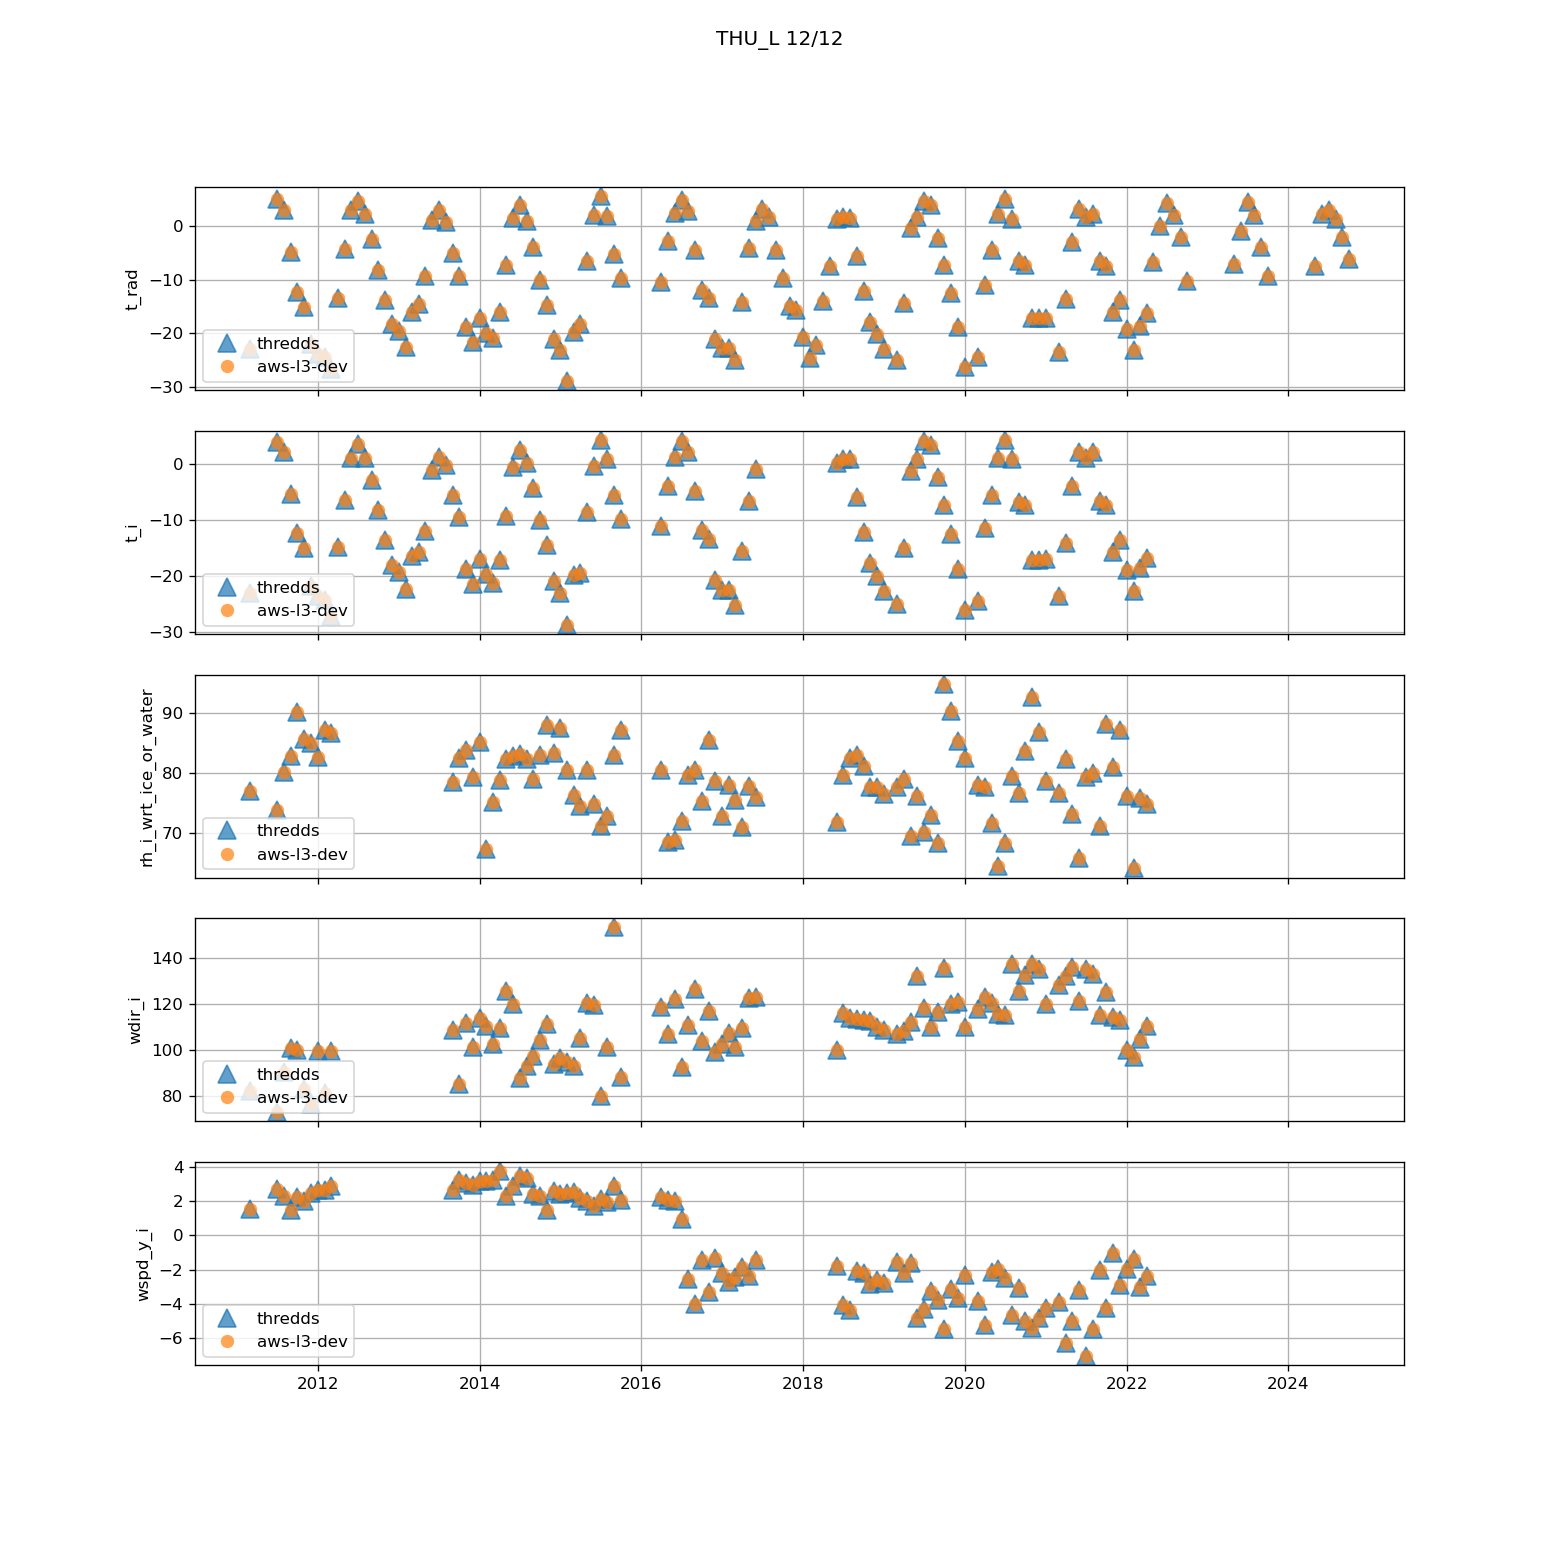 THU_L 12/12
0
−10
−20
−30
t_rad
thredds
aws-l3-dev
0
−10
−20
−30
t_i
thredds
aws-l3-dev
90
80
70
rh_i_wrt_ice_or_water
thredds
aws-l3-dev
140
120
100
80
wdir_i
thredds
aws-l3-dev
4
2
0
−2
−4
−6
wspd_y_i
thredds
aws-l3-dev
2012 2014 2016 2018 2020 2022 2024